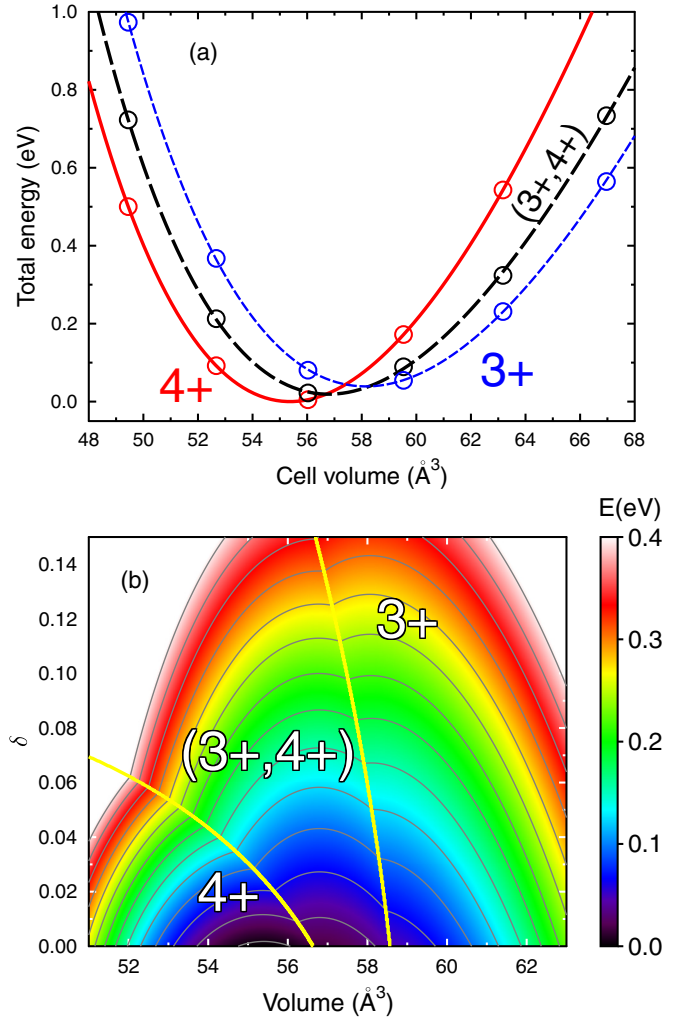 1.0
0.8
0.6
0.4
0.2
0.0
Total energy (eV)
(a)
4+
(3+,4+)
3+
48 50 52 54 56 58 60 62 64 66 68
Cell volume (Å³)
E(eV)
0.14
0.12
0.10
0.08
0.06
0.04
0.02
0.00
δ
(b)
3+
(3+,4+)
4+
52 54 56 58 60 62
Volume (Å³)
0.4
0.3
0.2
0.1
0.0